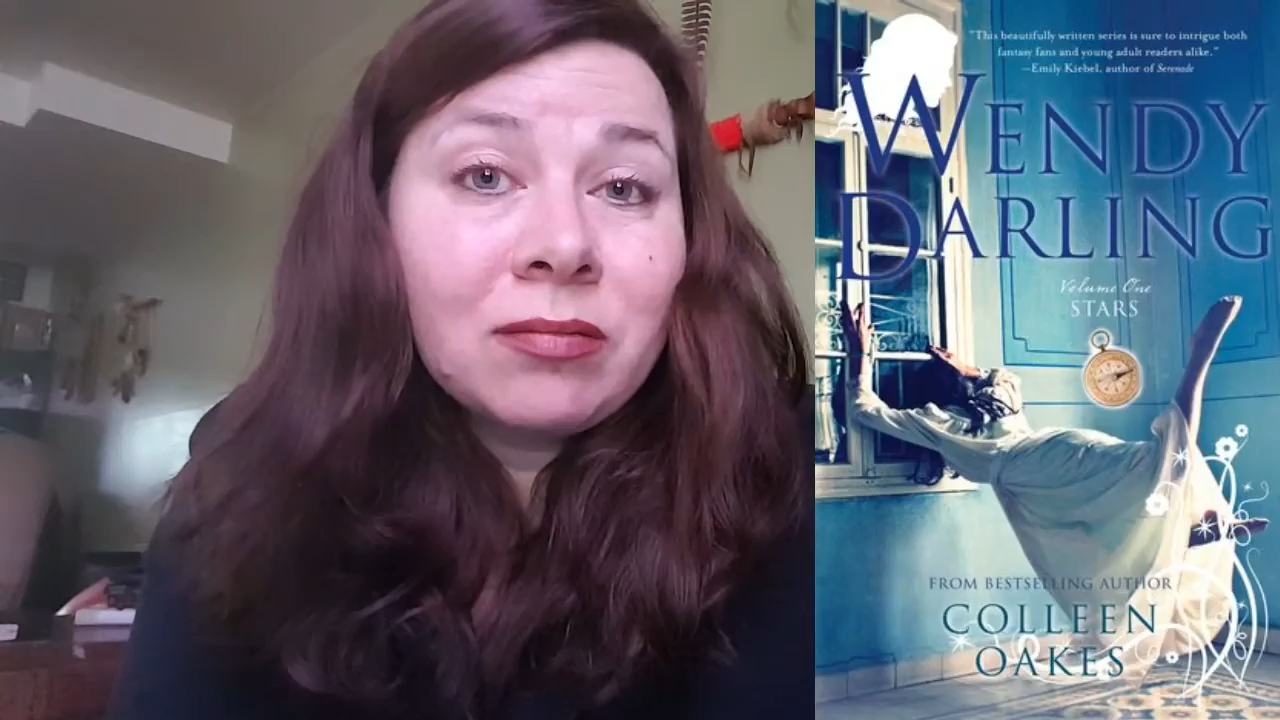 "This beautifully written series is sure to intrigue both
fantasy fans and young adult readers alike."
—Emily Kiebel, author of Serenade
WENDY
DARLING
Volume One
STARS
FROM BESTSELLING AUTHOR
COLLEEN
OAKES